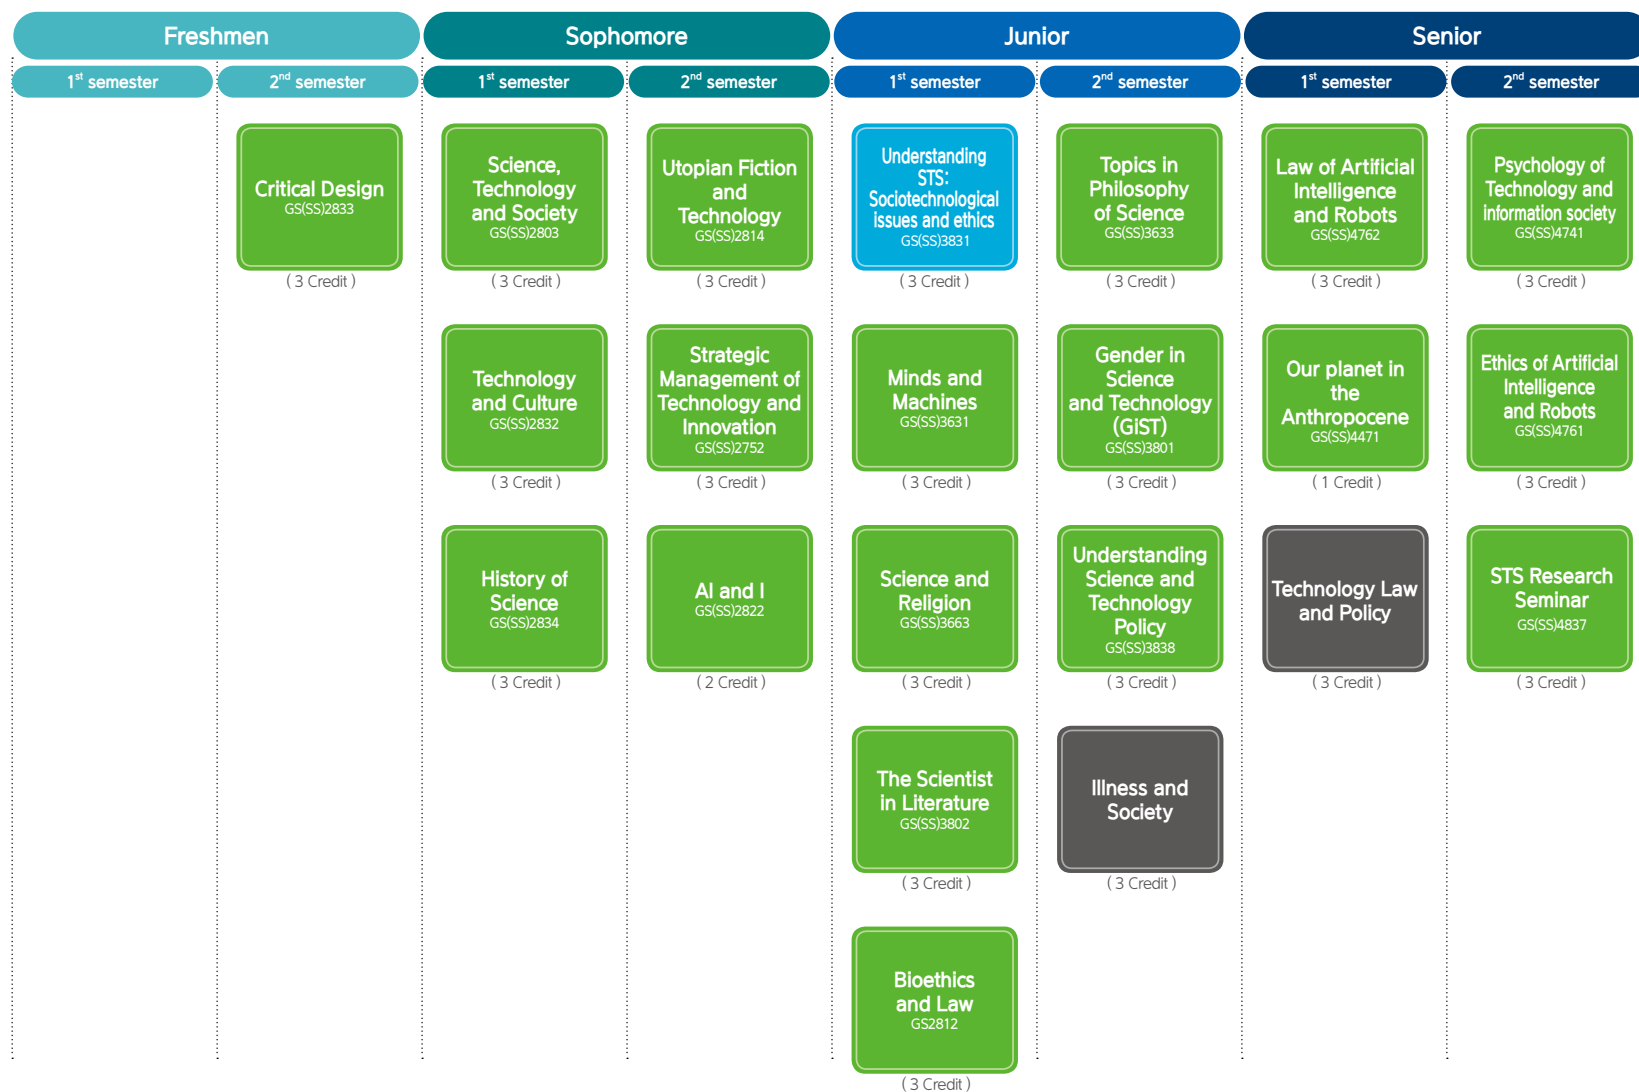 Freshmen
Sophomore
Junior
Senior
1st semester
2nd semester
1st semester
2nd semester
1st semester
2nd semester
1st semester
2nd semester
Critical Design
GS(SS)2833
( 3 Credit )
Science,
Technology
and Society
GS(SS)2803
( 3 Credit )
Utopian Fiction
and
Technology
GS(SS)2814
( 3 Credit )
Understanding
STS:
Sociotechnological
issues and ethics
GS(SS)3831
( 3 Credit )
Topics in
Philosophy
of Science
GS(SS)3633
( 3 Credit )
Law of Artificial
Intelligence
and Robots
GS(SS)4762
( 3 Credit )
Psychology of
Technology and
information society
GS(SS)4741
( 3 Credit )
Technology
and Culture
GS(SS)2832
( 3 Credit )
Strategic
Management of
Technology and
Innovation
GS(SS)2752
( 3 Credit )
Minds and
Machines
GS(SS)3631
( 3 Credit )
Gender in
Science
and Technology
(GiST)
GS(SS)3801
( 3 Credit )
Our planet in
the
Anthropocene
GS(SS)4471
( 1 Credit )
Ethics of Artificial
Intelligence
and Robots
GS(SS)4761
( 3 Credit )
History of
Science
GS(SS)2834
( 3 Credit )
AI and I
GS(SS)2822
( 2 Credit )
Science and
Religion
GS(SS)3663
( 3 Credit )
Understanding
Science and
Technology
Policy
GS(SS)3838
( 3 Credit )
Technology Law
and Policy
( 3 Credit )
STS Research
Seminar
GS(SS)4837
( 3 Credit )
The Scientist
in Literature
GS(SS)3802
( 3 Credit )
Illness and
Society
( 3 Credit )
Bioethics
and Law
GS2812
( 3 Credit )